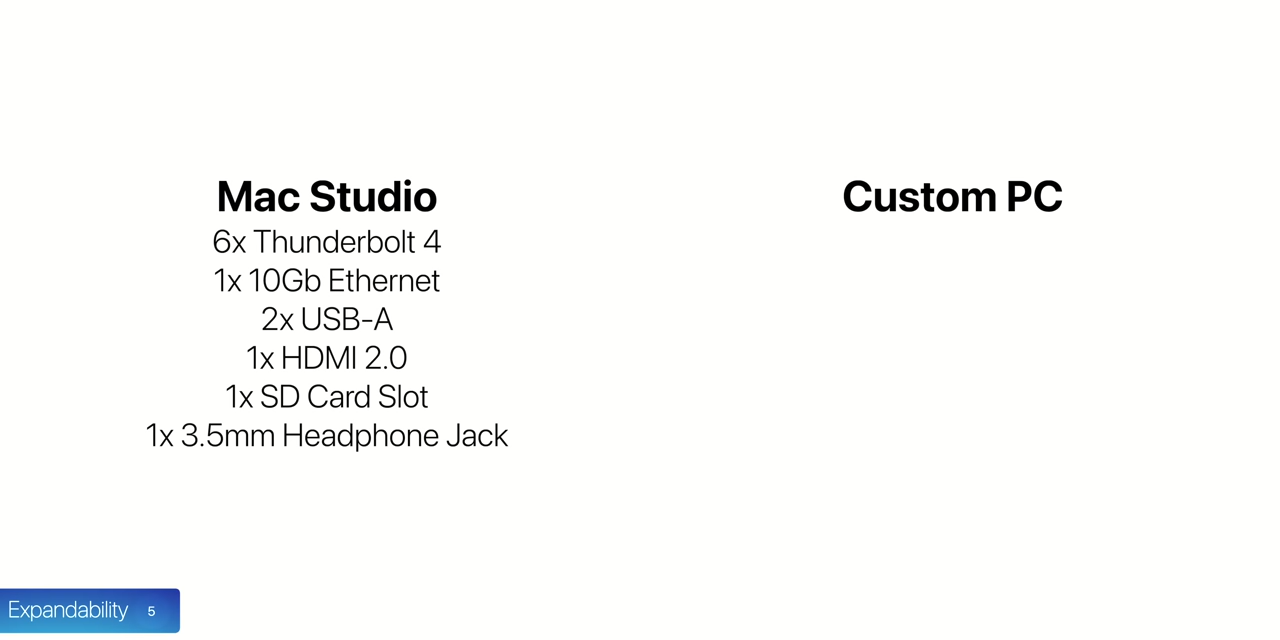 Mac Studio
6x Thunderbolt 4
1x 10Gb Ethernet
2x USB-A
1x HDMI 2.0
1x SD Card Slot
1x 3.5mm Headphone Jack
Custom PC
Expandability 5